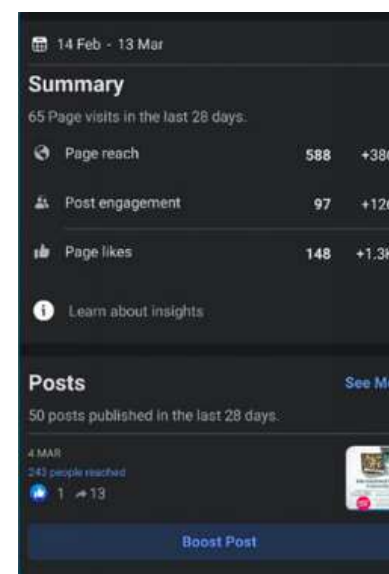 14 Feb - 13 Mar
Summary
65 Page visits in the last 28 days.
Page reach 588
Post engagement 97
Page likes 148
Learn about insights
Posts See
50 posts published in the last 28 days.
4 MAR
243 people reached
1 13
Boost Post